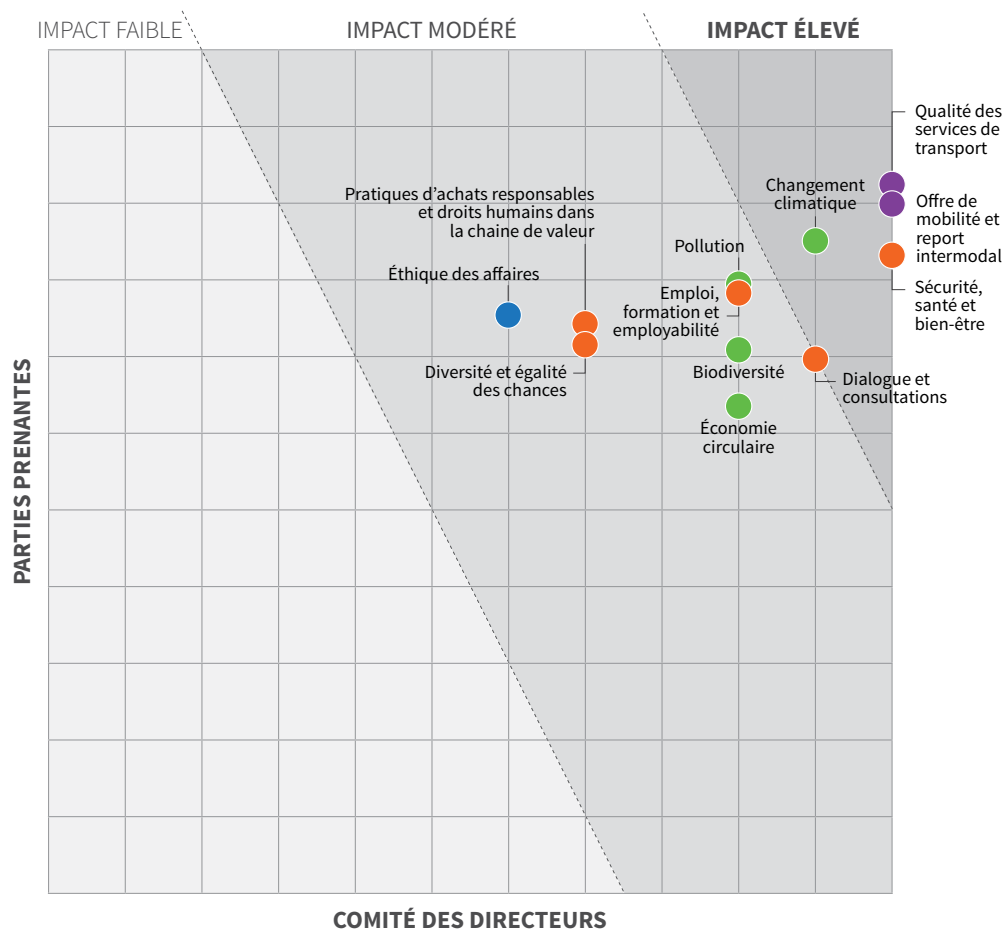 IMPACT FAIBLE
IMPACT MODÉRÉ
IMPACT ÉLEVÉ
Qualité des
services de
transport
Changement
climatique
Pratiques d'achats responsables
et droits humains dans
la chaine de valeur
Offre de
mobilité et
report
intermodal
Pollution
Éthique des affaires
Emploi,
formation et
employabilité
Sécurité,
santé et
bien-être
Diversité et égalité
des chances
Biodiversité
Dialogue et
consultations
Économie
circulaire
PARTIES PRENANTES
COMITÉ DES DIRECTEURS